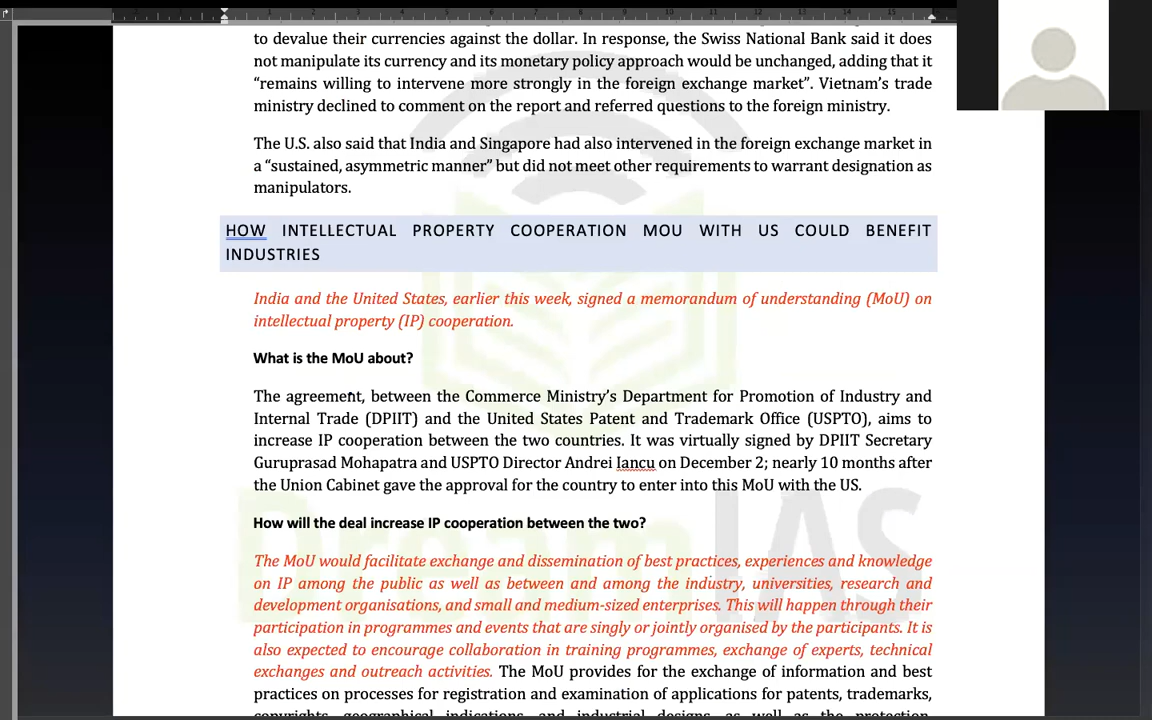 to devalue their currencies against the dollar. In response, the Swiss National Bank said it does
not manipulate its currency and its monetary policy approach would be unchanged, adding that it
“remains willing to intervene more strongly in the foreign exchange market”. Vietnam’s trade
ministry declined to comment on the report and referred questions to the foreign ministry.
The U.S. also said that India and Singapore had also intervened in the foreign exchange market in
a “sustained, asymmetric manner” but did not meet other requirements to warrant designation as
manipulators.
HOW INTELLECTUAL PROPERTY COOPERATION MOU WITH US COULD BENEFIT
INDUSTRIES
India and the United States, earlier this week, signed a memorandum of understanding (MoU) on
intellectual property (IP) cooperation.
What is the MoU about?
The agreement, between the Commerce Ministry’s Department for Promotion of Industry and
Internal Trade (DPIIT) and the United States Patent and Trademark Office (USPTO), aims to
increase IP cooperation between the two countries. It was virtually signed by DPIIT Secretary
Guruprasad Mohapatra and USPTO Director Andrei Iancu on December 2; nearly 10 months after
the Union Cabinet gave the approval for the country to enter into this MoU with the US.
How will the deal increase IP cooperation between the two?
The MoU would facilitate exchange and dissemination of best practices, experiences and knowledge
on IP among the public as well as between and among the industry, universities, research and
development organisations, and small and medium-sized enterprises. This will happen through their
participation in programmes and events that are singly or jointly organised by the participants. It is
also expected to encourage collaboration in training programmes, exchange of experts, technical
exchanges and outreach activities. The MoU provides for the exchange of information and best
practices on processes for registration and examination of applications for patents, trademarks,
copyrights, geographical indications, and industrial designs, as well as the protection,
Dream IAS